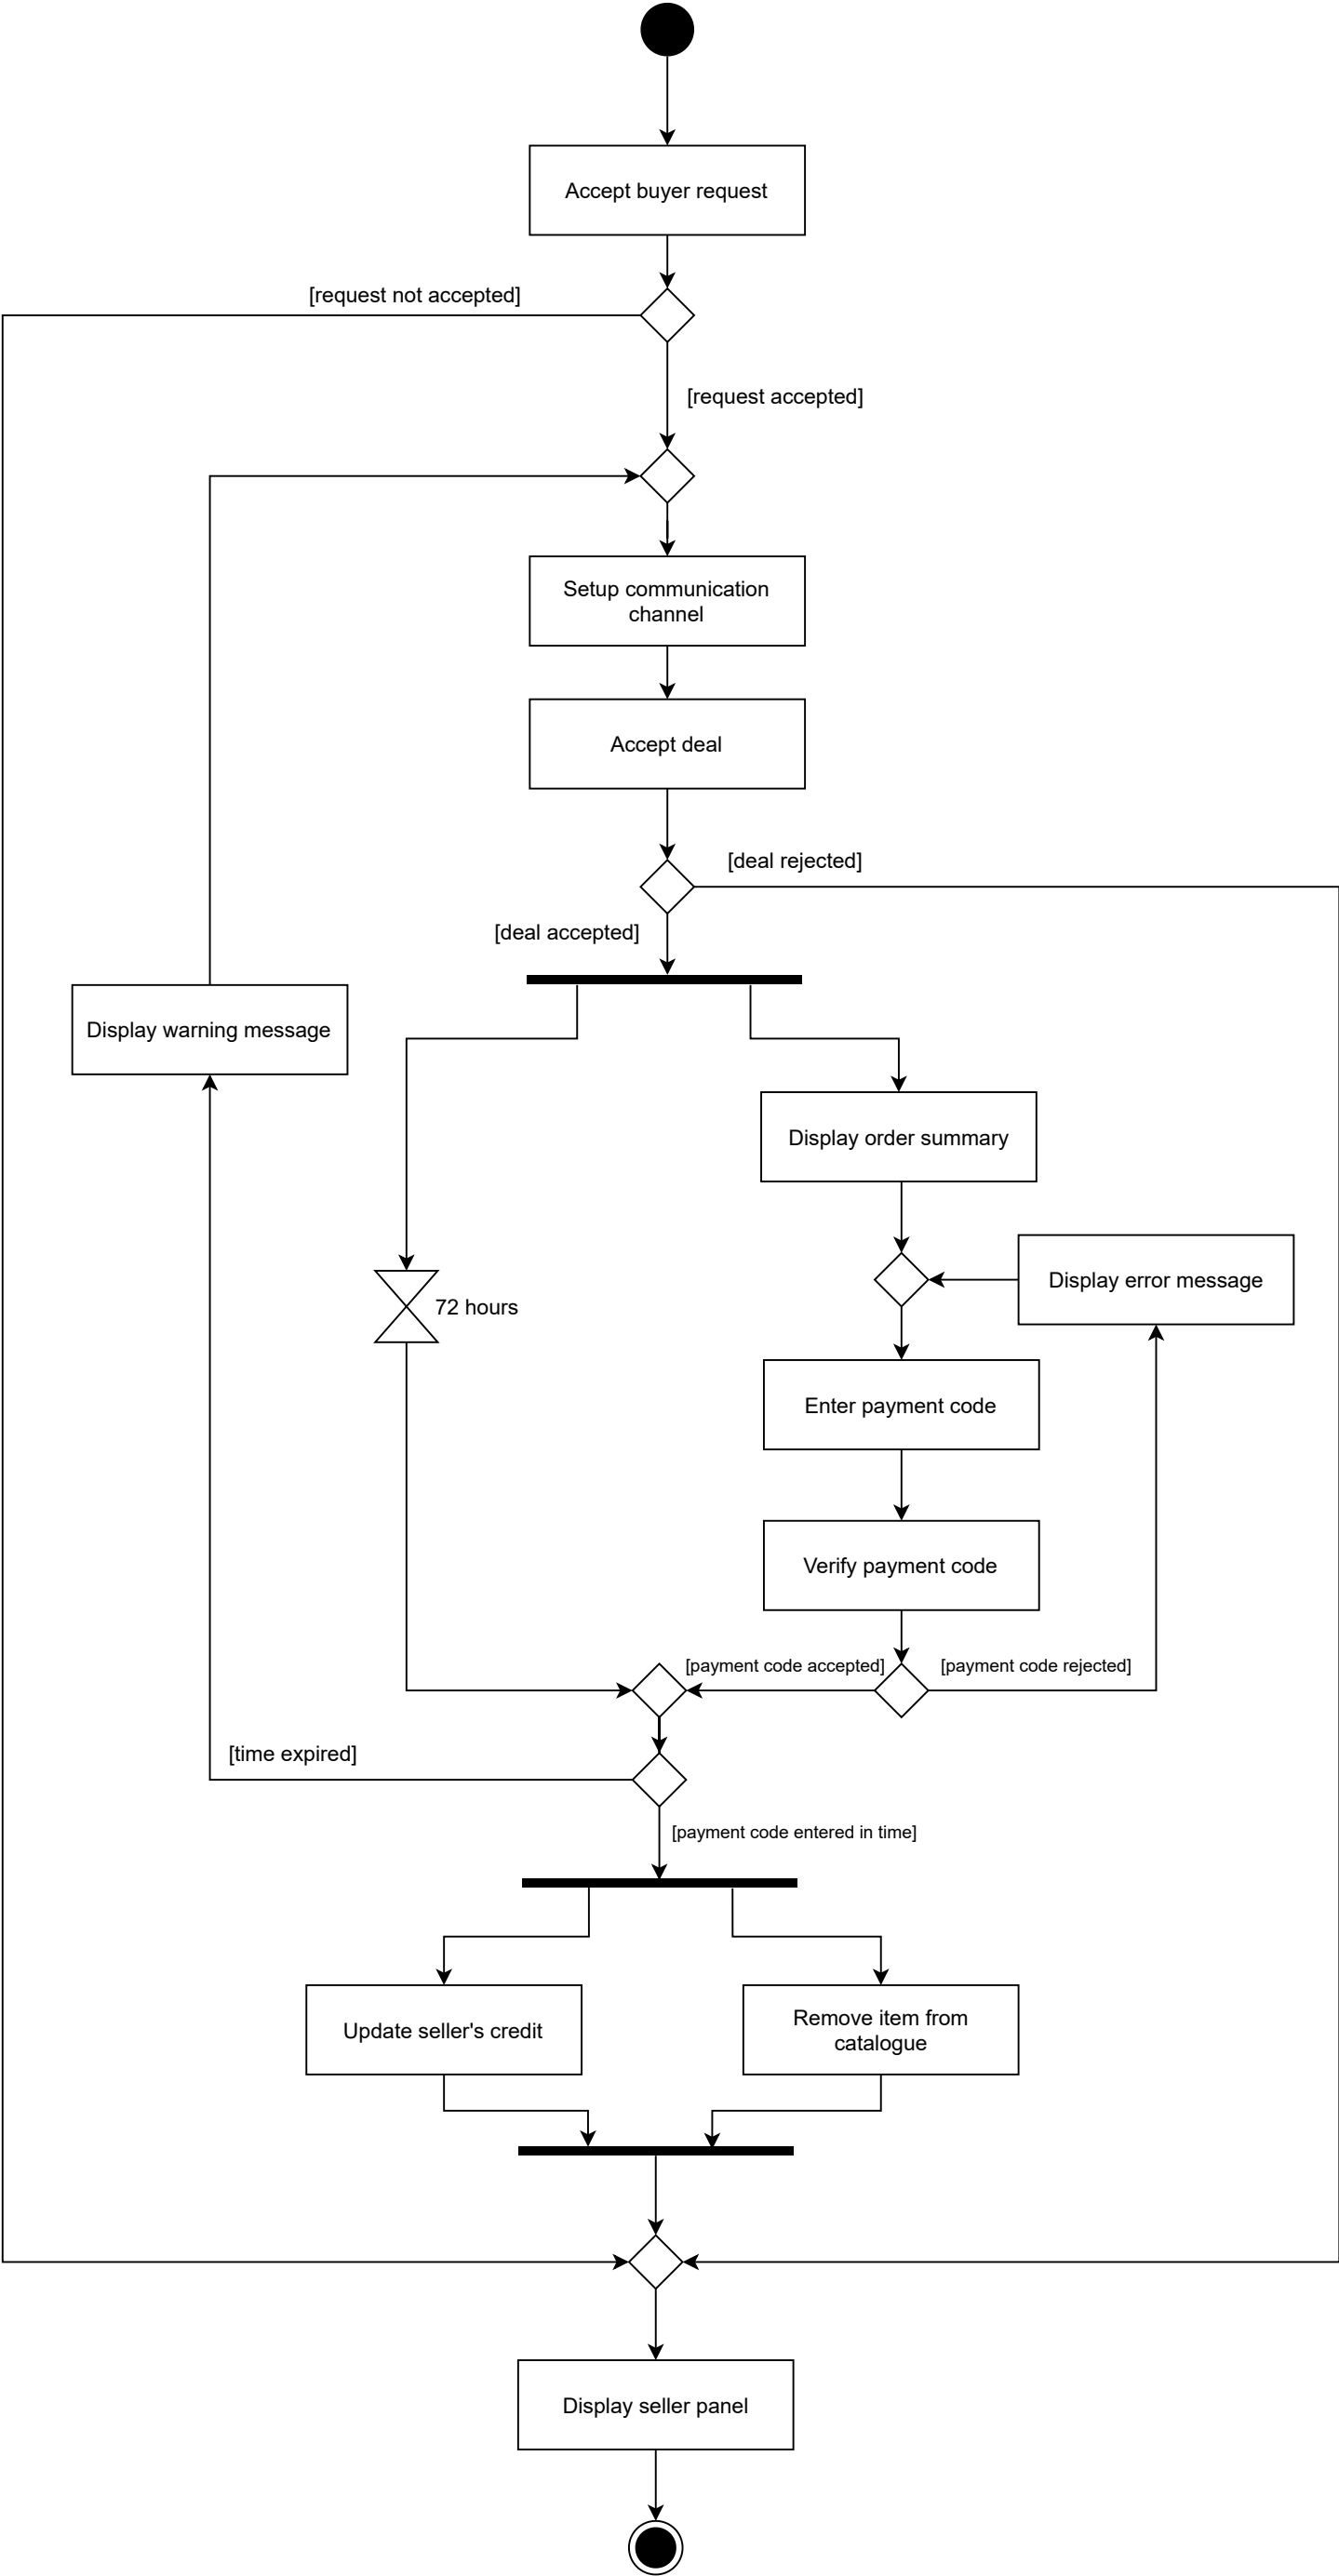 Accept buyer request
[request not accepted]
[request accepted]
Setup communication
channel
Accept deal
[deal rejected]
[deal accepted]
Display warning message
Display order summary
Display error message
72 hours
Enter payment code
Verify payment code
[payment code accepted]
[payment code rejected]
[time expired]
[payment code entered in time]
Update seller's credit
Remove item from
catalogue
Display seller panel